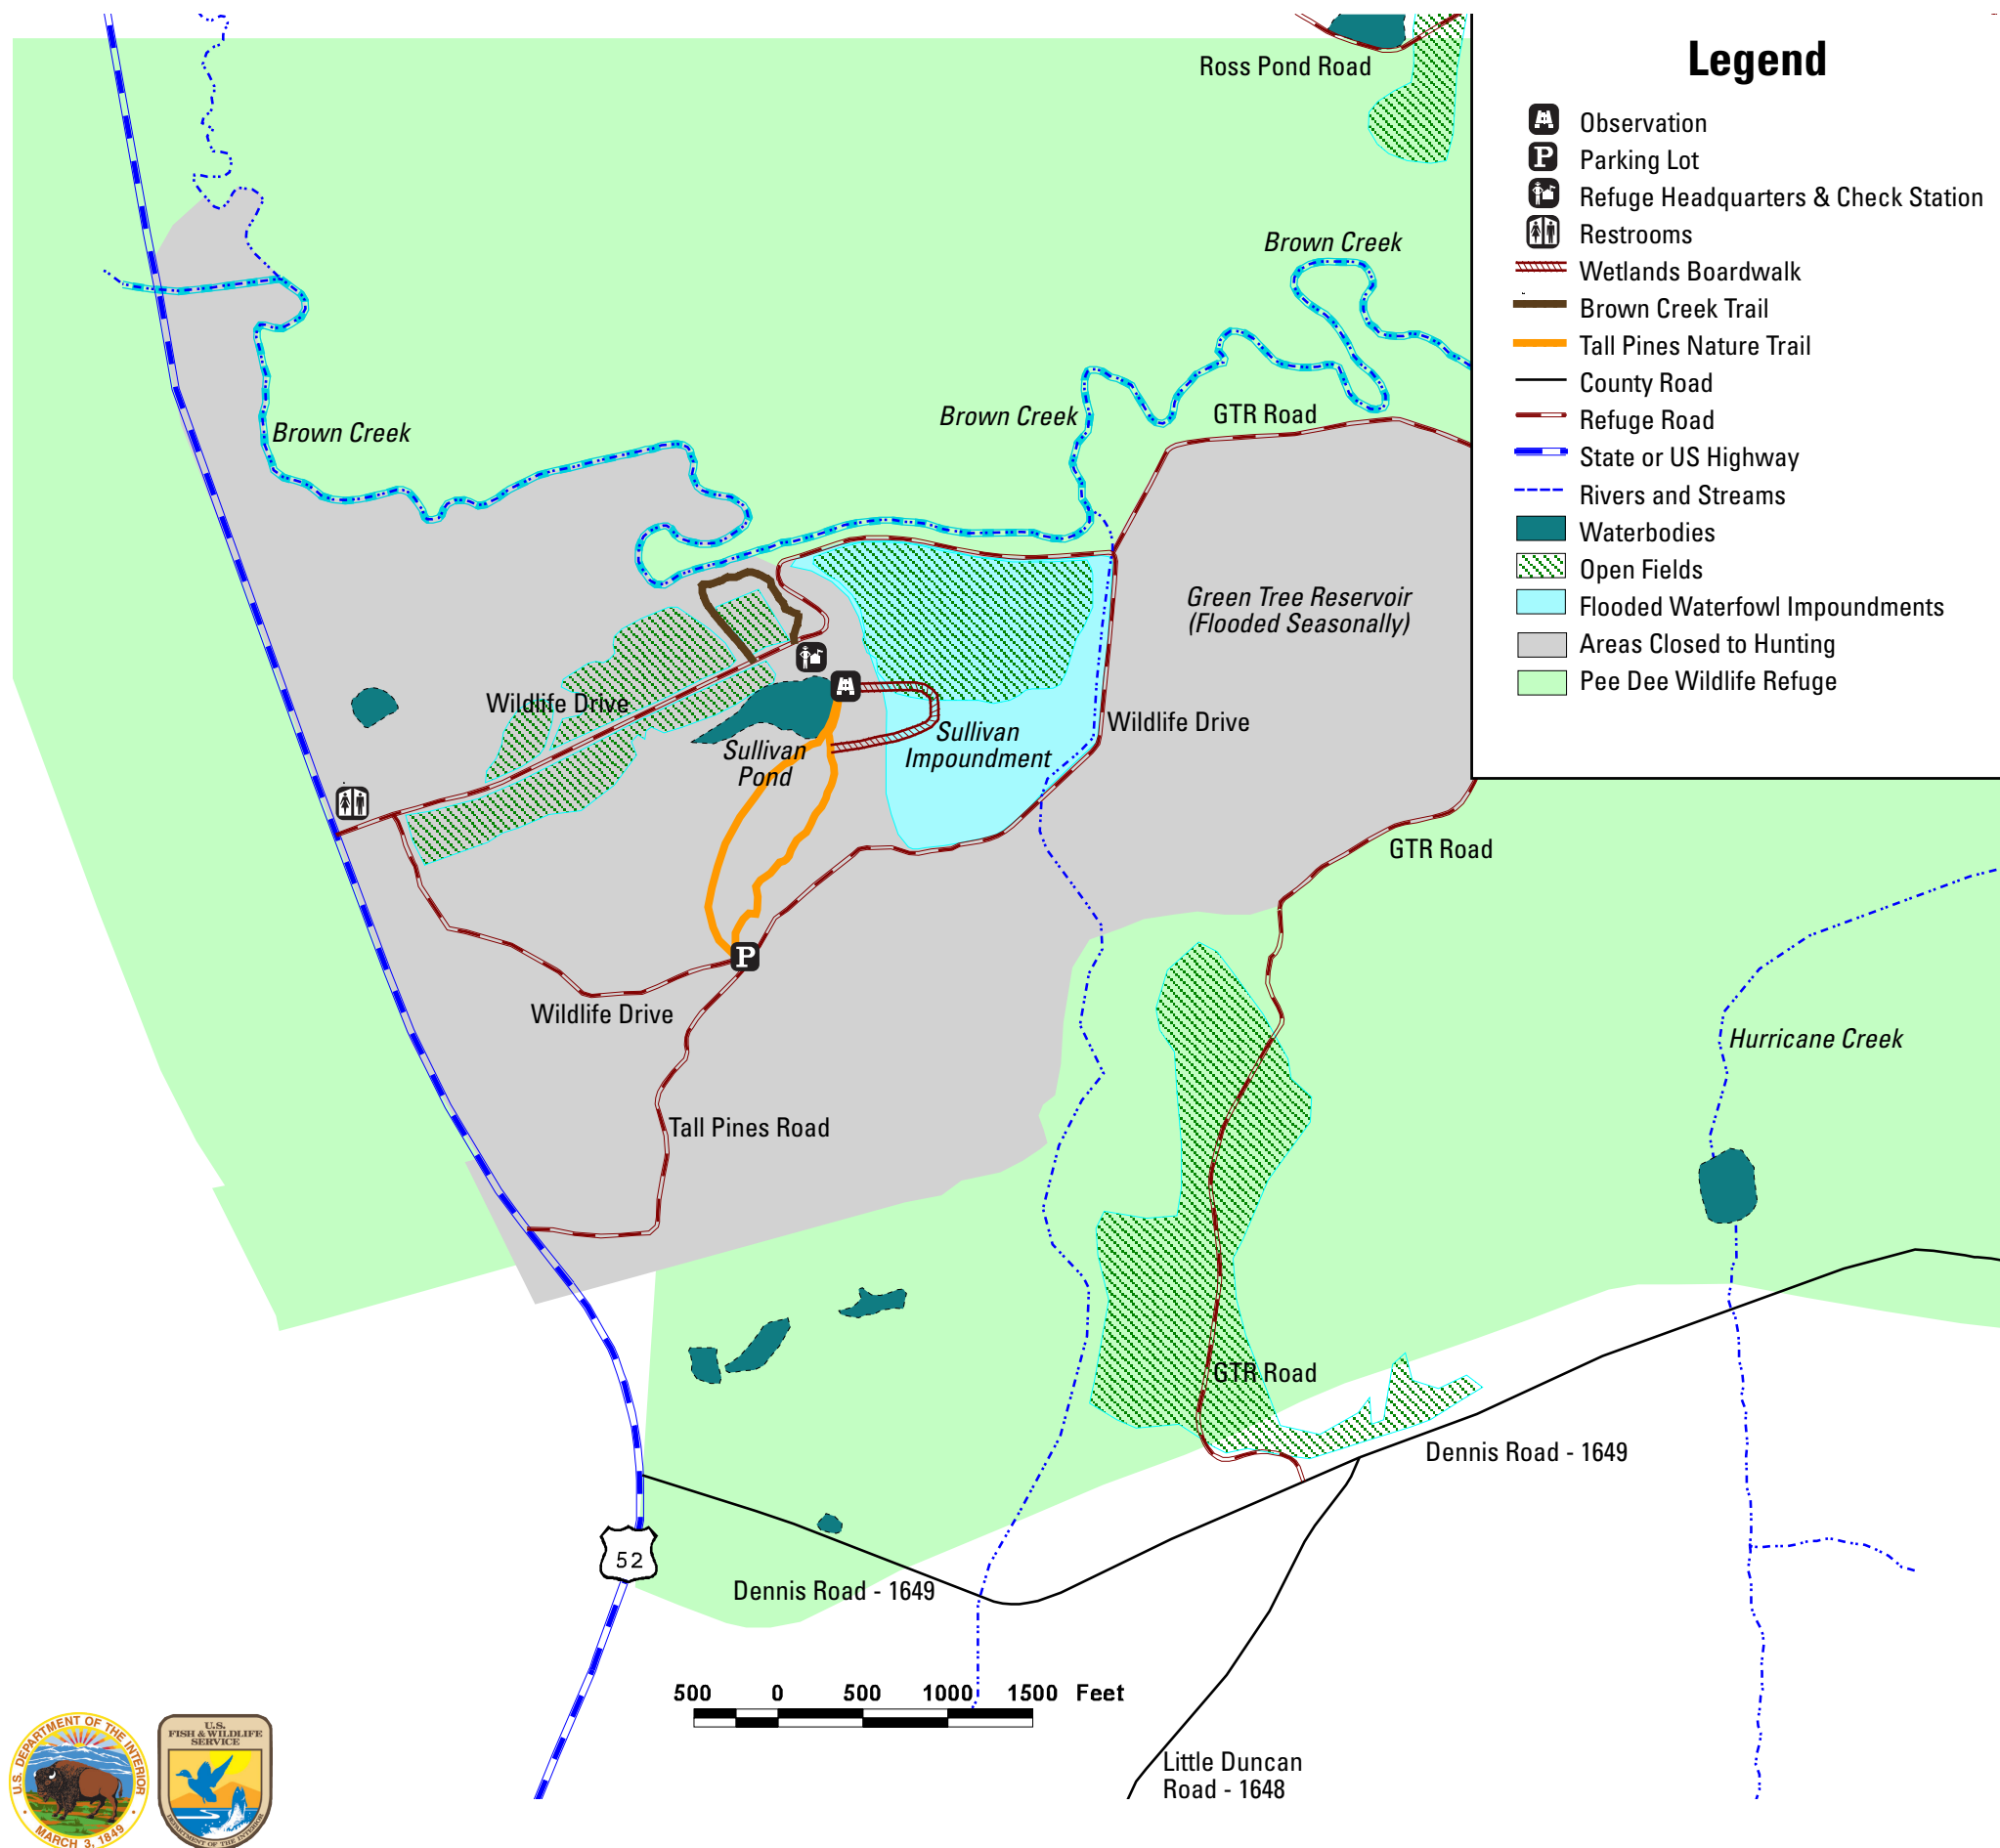 Ross Pond Road
Legend
Observation
P Parking Lot
Refuge Headquarters & Check Station
Restrooms
Wetlands Boardwalk
Brown Creek Trail
Tall Pines Nature Trail
County Road
Refuge Road
State or US Highway
Rivers and Streams
Waterbodies
Open Fields
Flooded Waterfowl Impoundments
Areas Closed to Hunting
Pee Dee Wildlife Refuge
Brown Creek
Brown Creek
GTR Road
Brown Creek
Green Tree Reservoir
(Flooded Seasonally)
Wildlife Drive
Wildlife Drive
Sullivan
Impoundment
Sullivan
Pond
GTR Road
P
Wildlife Drive
Hurricane Creek
Tall Pines Road
GTR Road
Dennis Road - 1649
52
Dennis Road - 1649
500 0 500 1000 1500 Feet
Little Duncan
Road - 1648
U.S. DEPARTMENT OF THE INTERIOR
MARCH 3, 1849
U.S.
FISH & WILDLIFE
SERVICE
DEPARTMENT OF THE INTERIOR